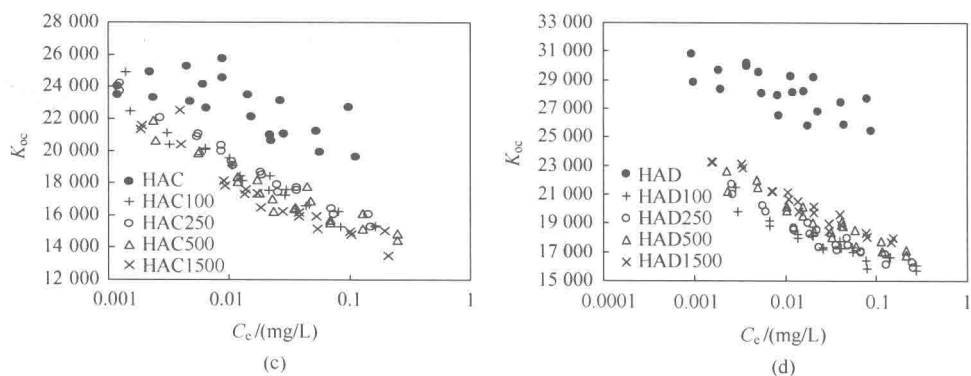 28 000
26 000
24 000
22 000
20 000
18 000
16 000
14 000
12 000
Koc
HAC
HAC100
HAC250
HAC500
HAC1500
0.001 0.01 0.1 1
Ce/(mg/L)
(c)
33 000
31 000
29 000
27 000
25 000
23 000
21 000
19 000
17 000
15 000
Koc
HAD
HAD100
HAD250
HAD500
HAD1500
0.0001 0.001 0.01 0.1 1
Ce/(mg/L)
(d)